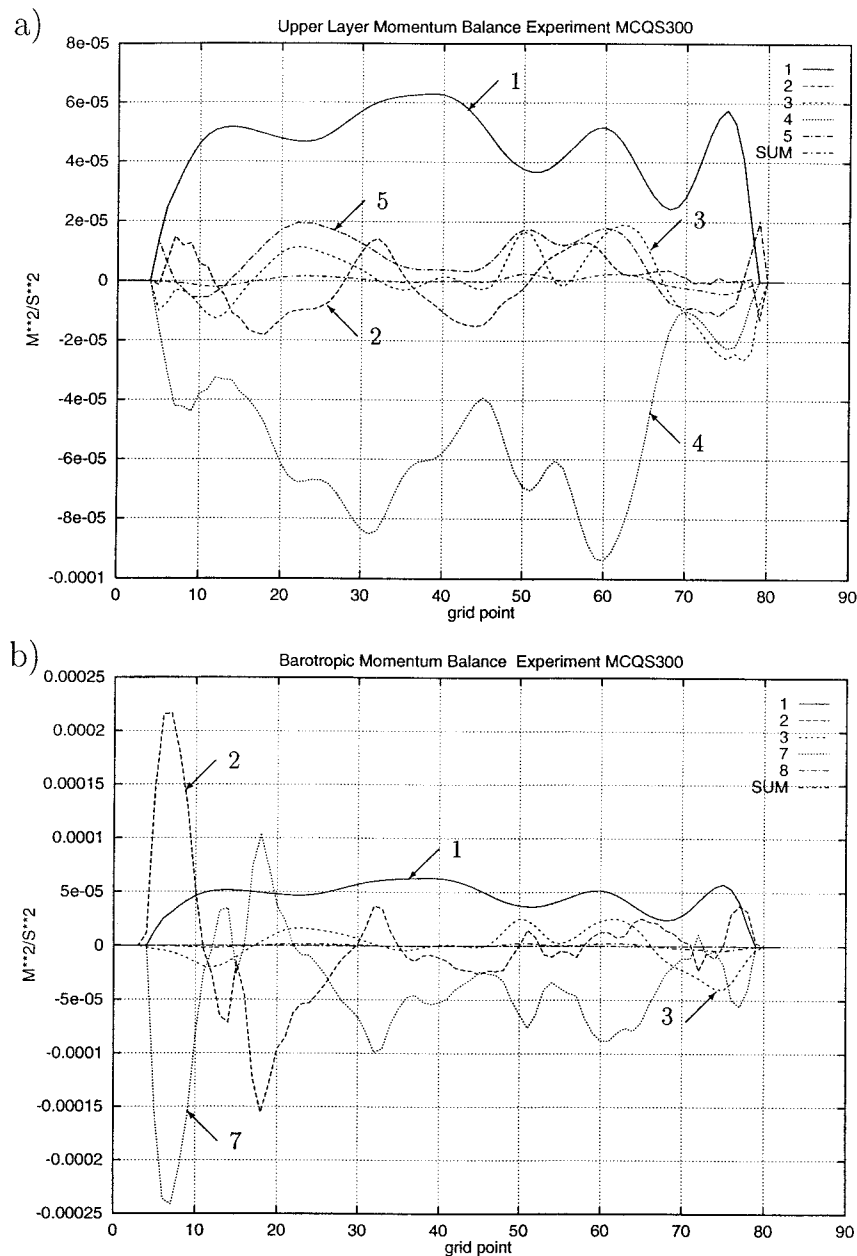 a)
Upper Layer Momentum Balance Experiment MCQS300
8e-05
6e-05
4e-05
2e-05
0
-2e-05
-4e-05
-6e-05
-8e-05
-0.0001
M**2/S**2
1
2
3
4
5
SUM
1
5
3
2
4
0 10 20 30 40 50 60 70 80 90
grid point
b)
Barotropic Momentum Balance Experiment MCQS300
0.00025
0.0002
0.00015
0.0001
5e-05
0
-5e-05
-0.0001
-0.00015
-0.0002
-0.00025
M**2/S**2
1
2
3
7
8
SUM
2
1
3
7
0 10 20 30 40 50 60 70 80 90
grid point